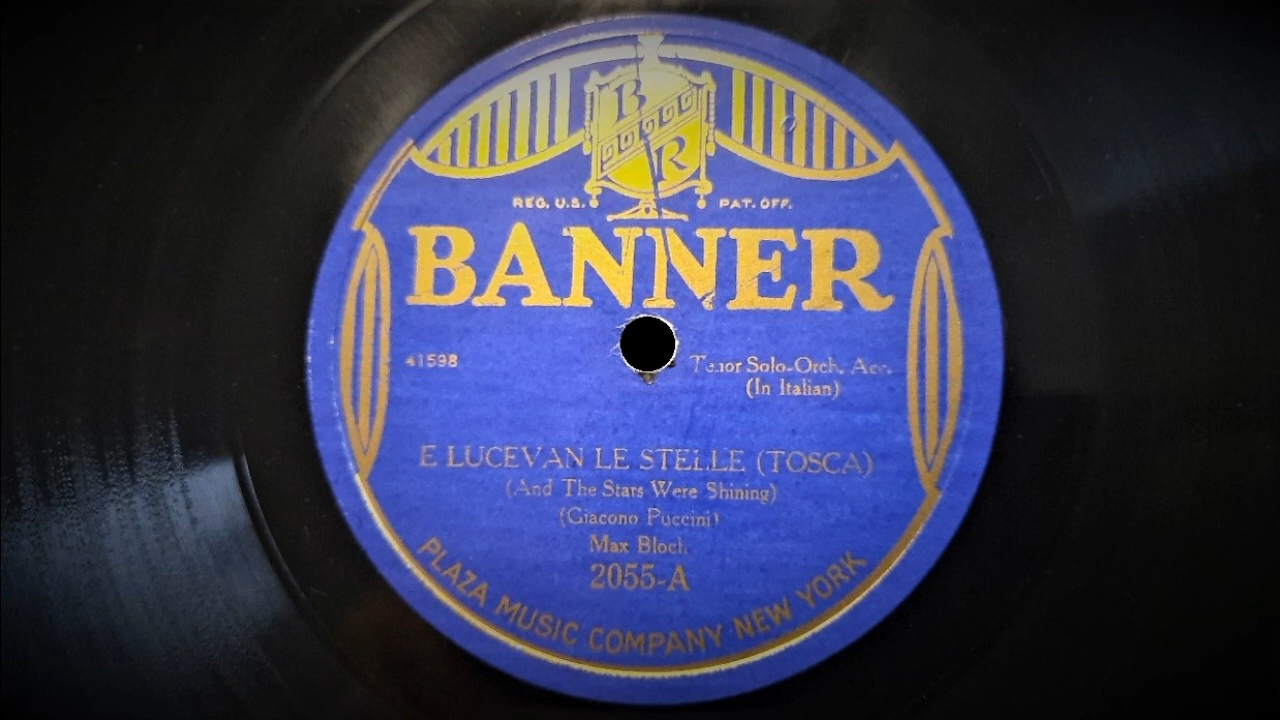 B
R
REG. U.S. PAT. OFF.
BANNER
41598
Tenor Solo-Orch. Acc.
(In Italian)
E LUCEVAN LE STELLE (TOSCA)
(And The Stars Were Shining)
(Giacono Puccini)
Max Bloch
2055-A
PLAZA MUSIC COMPANY NEW YORK